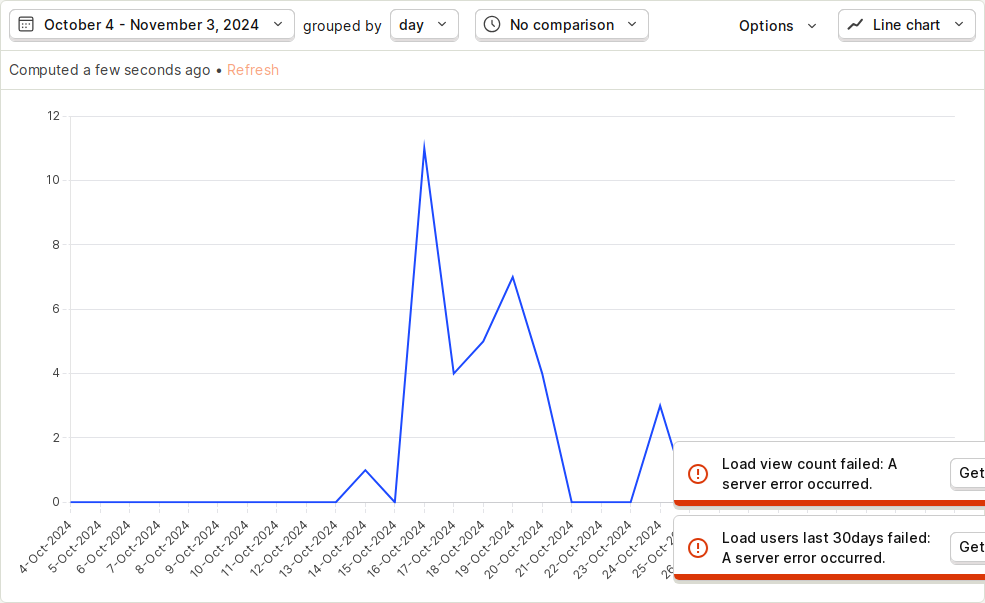 October 4 - November 3, 2024 grouped by day No comparison Options Line chart
Computed a few seconds ago • Refresh
12
10
8
6
4
2
0
4-Oct-2024 5-Oct-2024 6-Oct-2024 7-Oct-2024 8-Oct-2024 9-Oct-2024 10-Oct-2024 11-Oct-2024 12-Oct-2024 13-Oct-2024 14-Oct-2024 15-Oct-2024 16-Oct-2024 17-Oct-2024 18-Oct-2024 19-Oct-2024 20-Oct-2024 21-Oct-2024 22-Oct-2024 23-Oct-2024 24-Oct-2024
Load view count failed: A
server error occurred.
Get
Load users last 30days failed:
A server error occurred.
Get